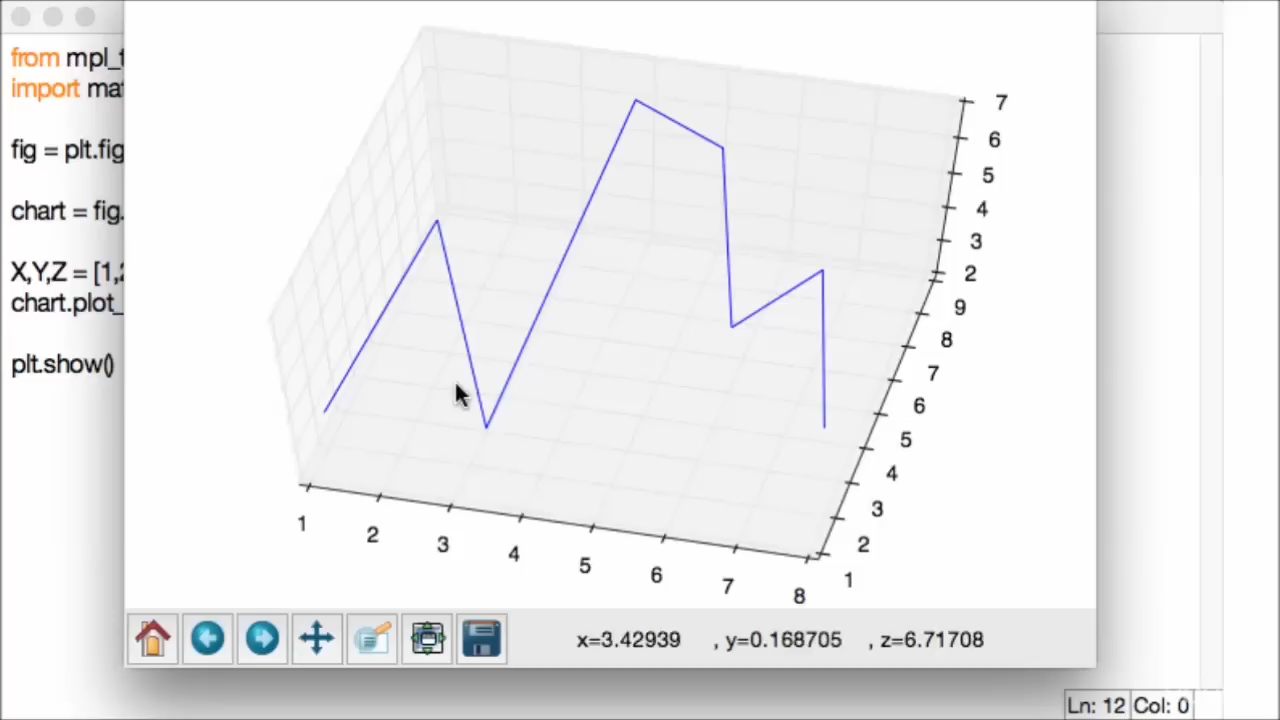 from mpl_
import mat
fig = plt.fig
chart = fig.
X,Y,Z = [1,2
chart.plot_
plt.show()
7
6
5
4
3
2
9
8
7
6
5
4
3
2
1
1
2
3
4
5
6
7
8
x=3.42939 , y=0.168705 , z=6.71708
Ln: 12 Col: 0